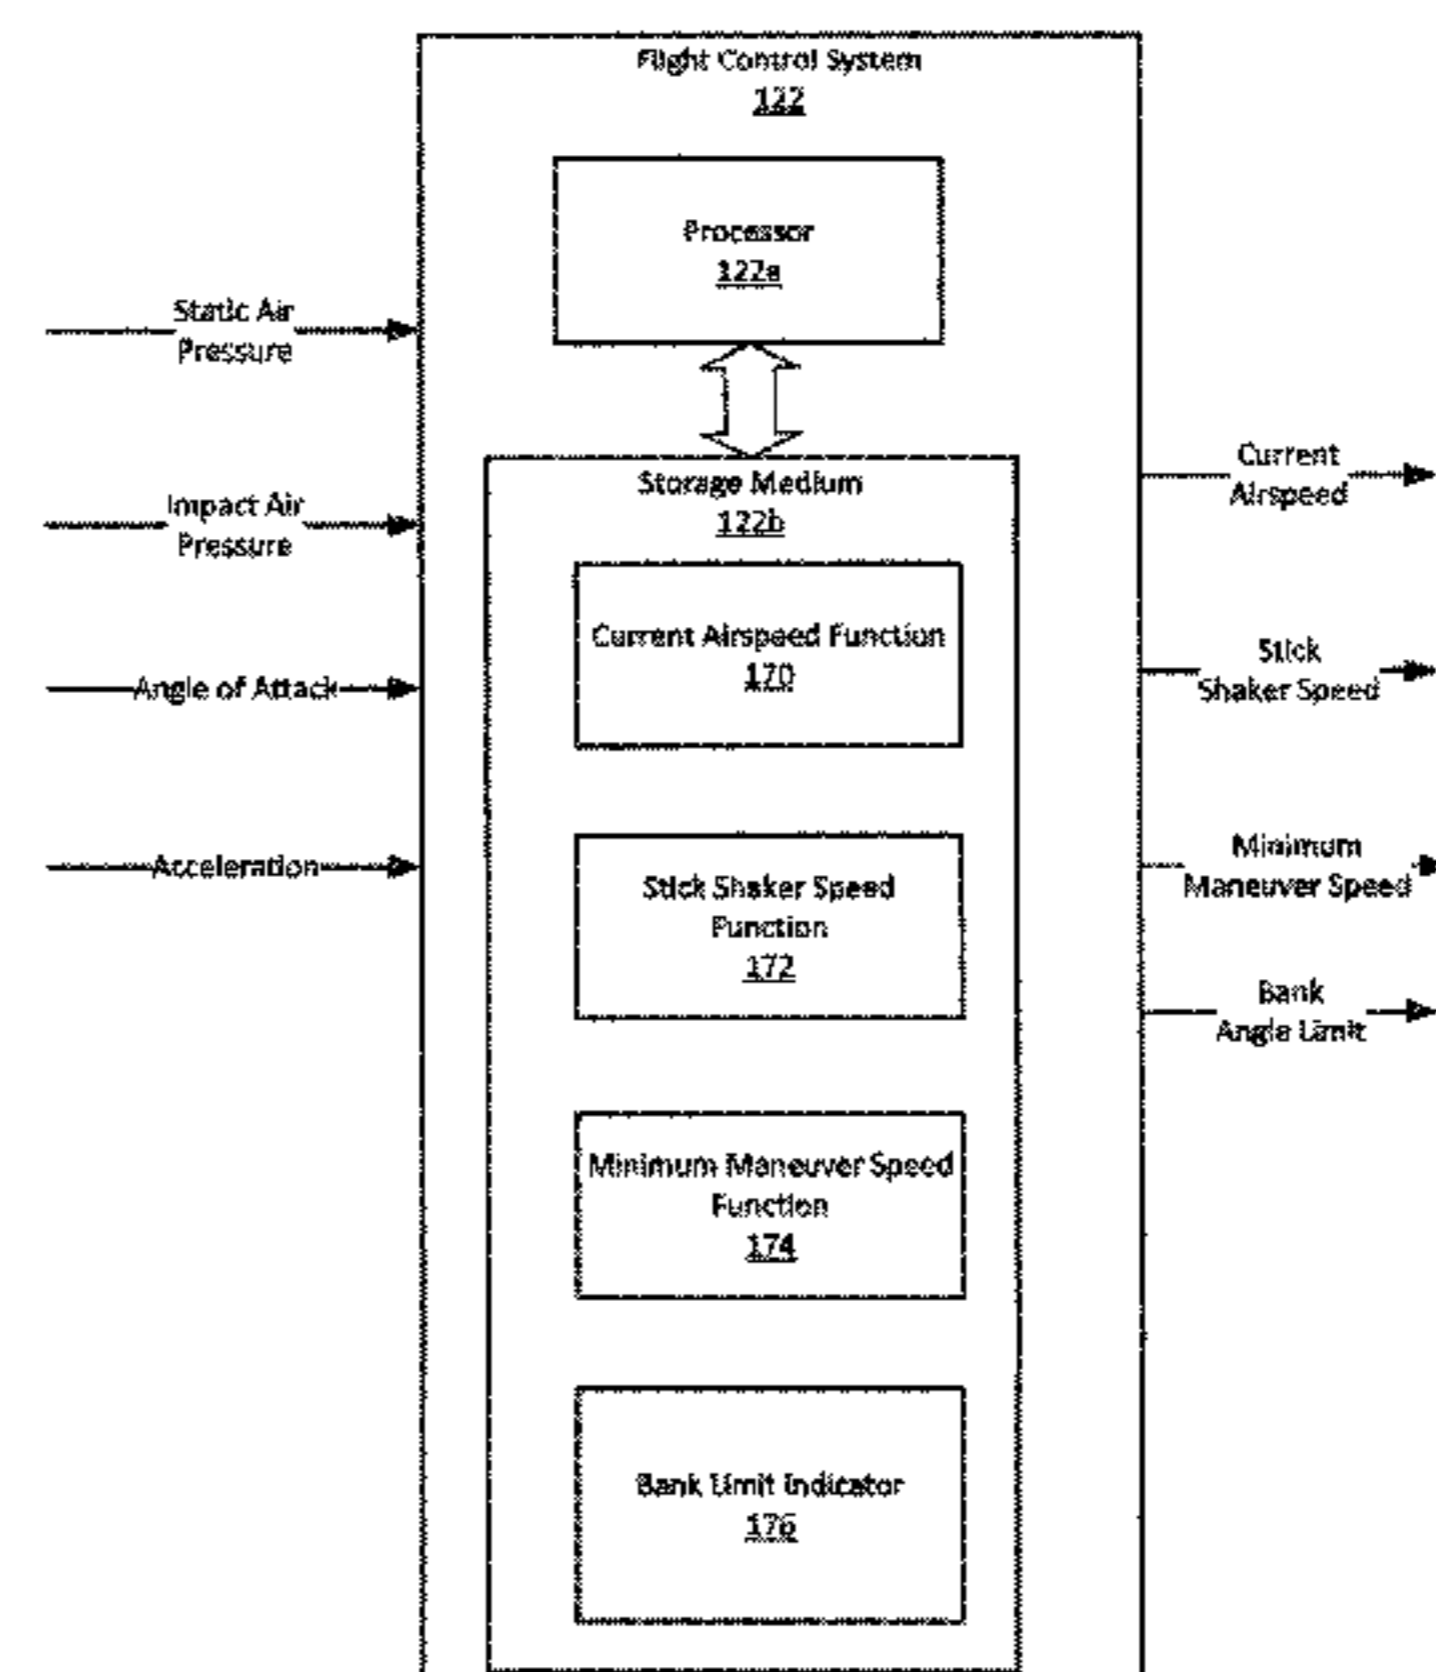 Flight Control System
122
Processor
122a
Static Air
Pressure
Impact Air
Pressure
Angle of Attack
Acceleration
Storage Medium
122b
Current Airspeed Function
170
Stick Shaker Speed
Function
172
Minimum Maneuver Speed
Function
174
Bank Limit Indicator
176
Current
Airspeed
Stick
Shaker Speed
Minimum
Maneuver Speed
Bank
Angle Limit